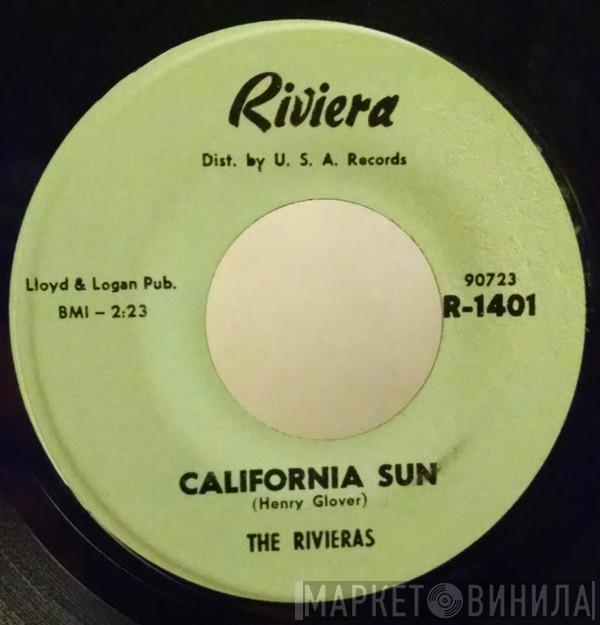 Riviera
Dist. by U. S. A. Records
Lloyd & Logan Pub.
BMI – 2:23
90723
R-1401
CALIFORNIA SUN
(Henry Glover)
THE RIVIERAS
МАРКЕТ ВИНИЛА